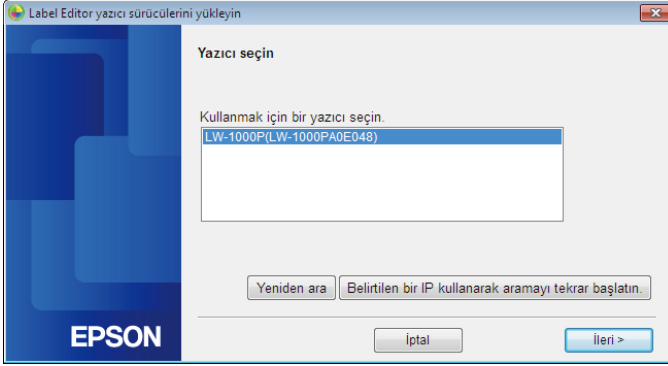 Label Editor yazıcı sürücülerini yükleyin
Yazıcı seçin
Kullanmak için bir yazıcı seçin.
LW-1000P(LW-1000PA0E048)
Yeniden ara
Belirtilen bir IP kullanarak aramayı tekrar başlatın.
EPSON
İptal
İleri >